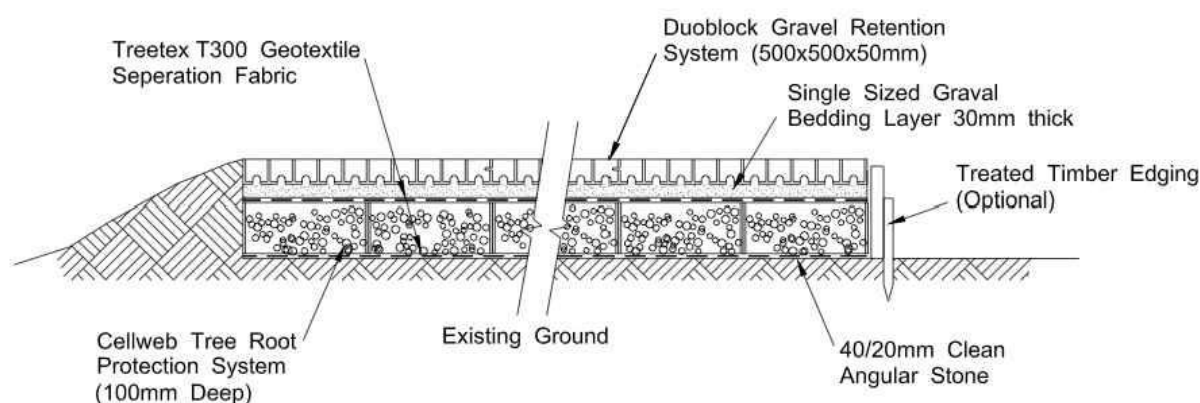 Treetex T300 Geotextile
Seperation Fabric
Duoblock Gravel Retention
System (500x500x50mm)
Single Sized Graval
Bedding Layer 30mm thick
Treated Timber Edging
(Optional)
Cellweb Tree Root
Protection System
(100mm Deep)
Existing Ground
40/20mm Clean
Angular Stone